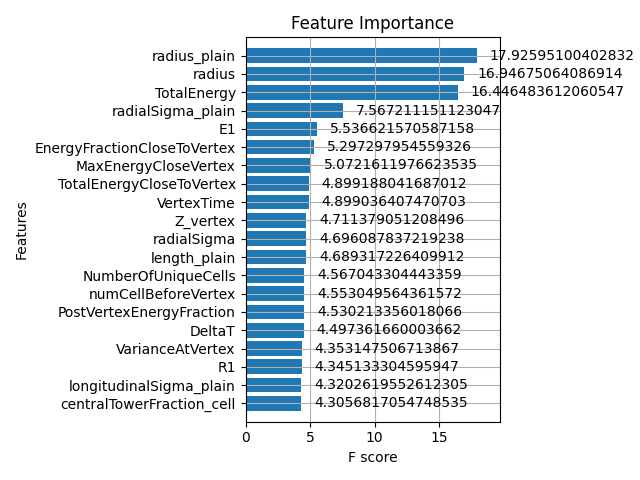 Feature Importance
radius_plain 17.92595100402832
radius 16.94675064086914
TotalEnergy 16.446483612060547
radialSigma_plain 7.567211151123047
E1 5.536621570587158
EnergyFractionCloseToVertex 5.297297954559326
MaxEnergyCloseVertex 5.0721611976623535
TotalEnergyCloseToVertex 4.899188041687012
VertexTime 4.899036407470703
Z_vertex 4.711379051208496
radialSigma 4.696087837219238
length_plain 4.689317226409912
NumberOfUniqueCells 4.567043304443359
numCellBeforeVertex 4.553049564361572
PostVertexEnergyFraction 4.530213356018066
DeltaT 4.497361660003662
VarianceAtVertex 4.353147506713867
R1 4.345133304595947
longitudinalSigma_plain 4.3202619552612305
centralTowerFraction_cell 4.3056817054748535
0 5 10 15
F score
Features